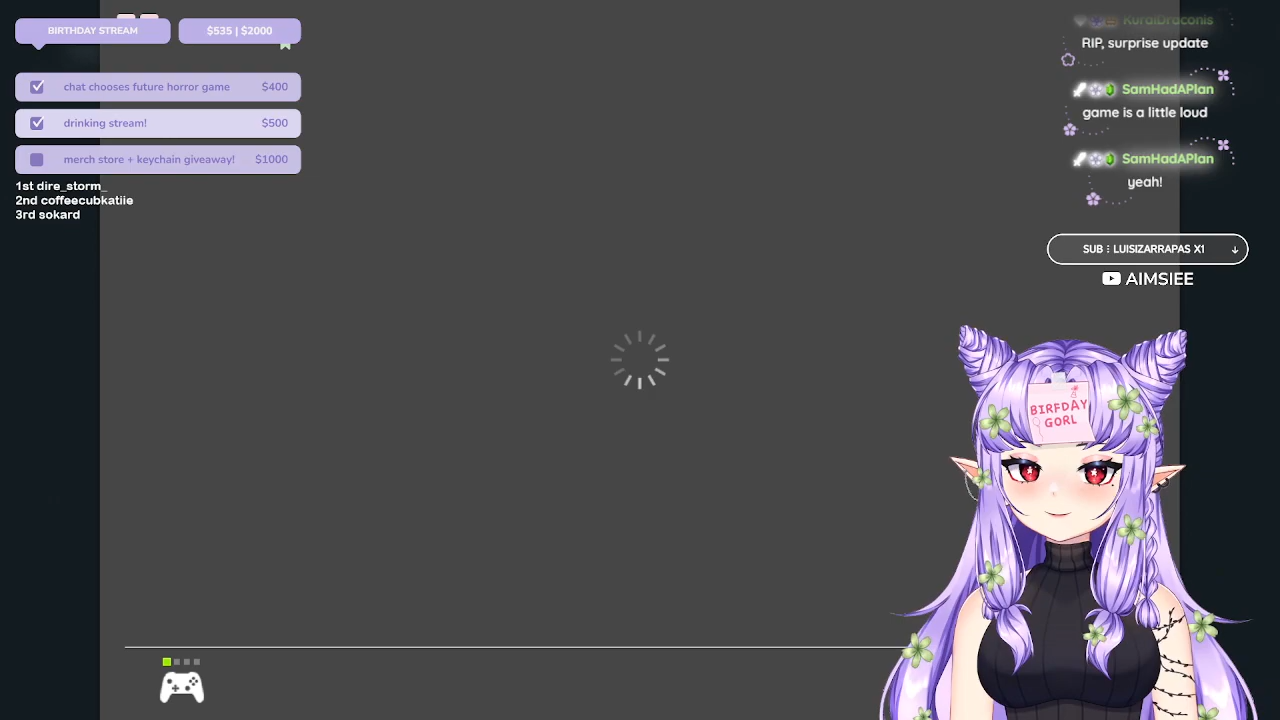 BIRTHDAY STREAM
$535 | $2000
chat chooses future horror game $400
drinking stream! $500
merch store + keychain giveaway! $1000
1st dire_storm_
2nd coffeecubkatiie
3rd sokard
KuralDraconis
RIP, surprise update
SamHadAPlan
game is a little loud
SamHadAPlan
yeah!
SUB : LUISIZARRAPAS X1 ↓
AIMSIEE
BIRFDAY
GORL